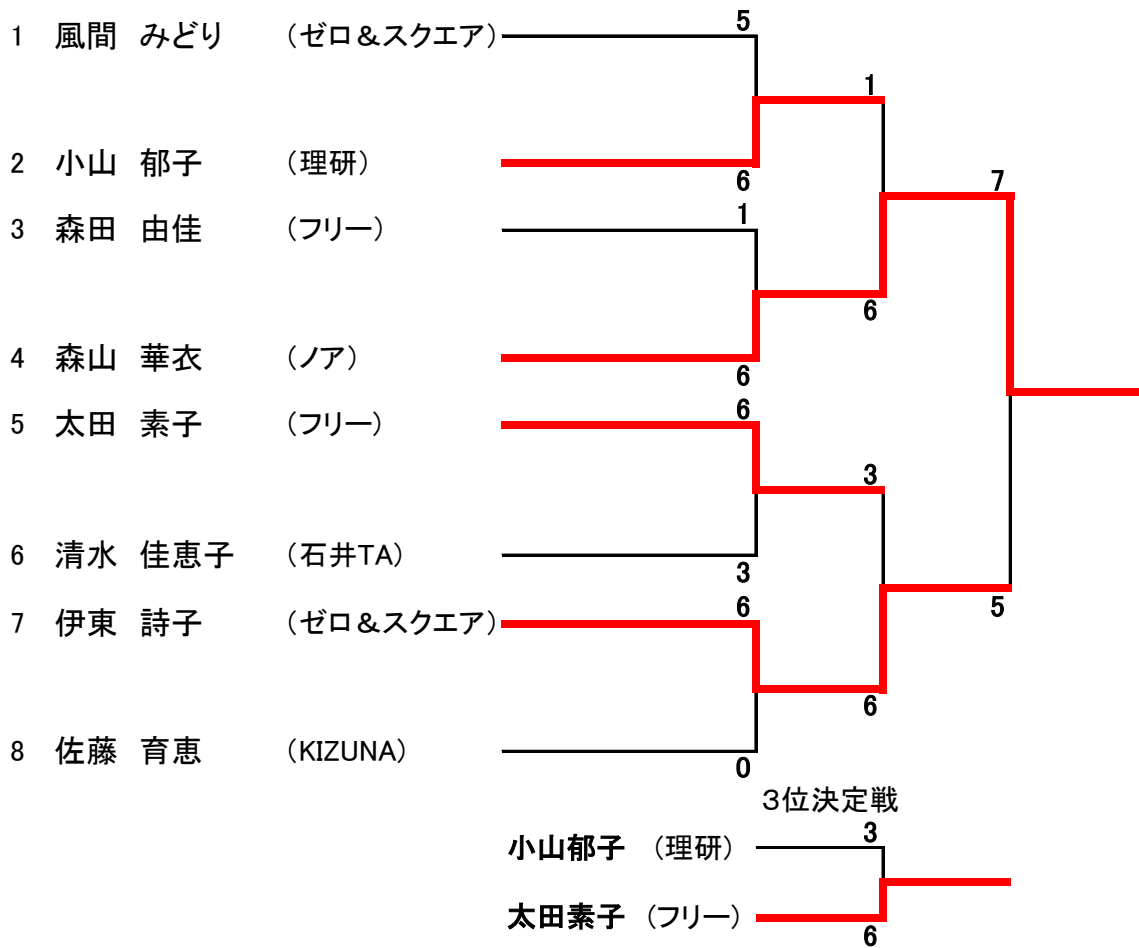 5
1 風間 みどり (ゼロ&スクエア)
1
2 小山 郁子 (理研)
6
7
1
3 森田 由佳 (フリー)
6
4 森山 華衣 (ノア)
6
6
5 太田 素子 (フリー)
3
6 清水 佳恵子 (石井TA)
3
6
5
7 伊東 詩子 (ゼロ&スクエア)
6
8 佐藤 育恵 (KIZUNA)
0
3位決定戦
3
小山郁子 (理研)
太田素子 (フリー)
6